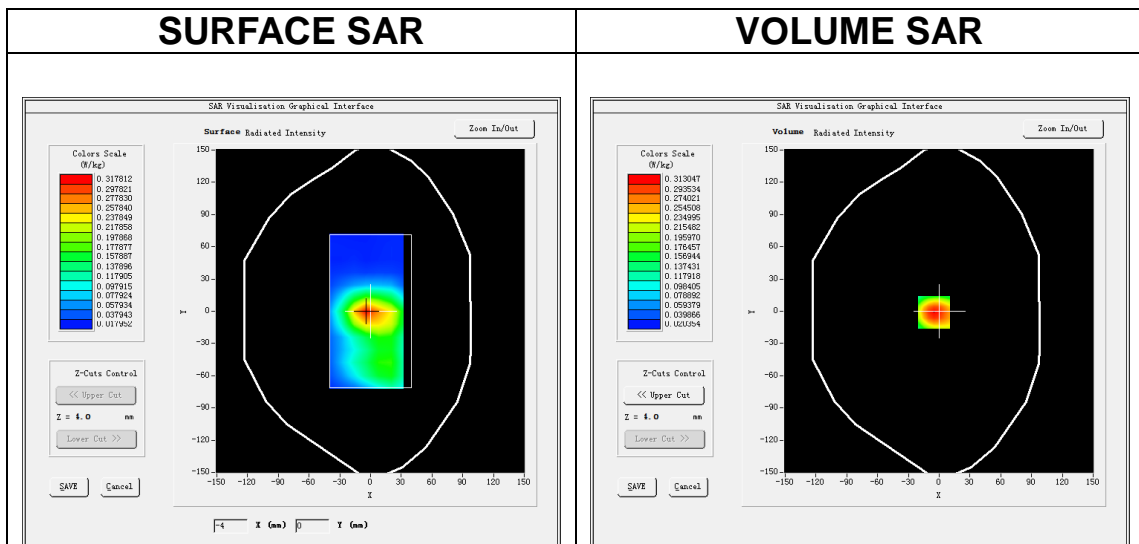 SURFACE SAR
VOLUME SAR
SAR Visualisation Graphical Interface
Surface Radiated Intensity
Zoom In/Out
Colors Scale
(W/kg)
0.317812
0.297821
0.277830
0.257840
0.237849
0.217858
0.197868
0.177877
0.157887
0.137896
0.117905
0.097915
0.077924
0.057934
0.037943
0.017952
150
120
90
60
30
0
-30
-60
-90
-120
-150
Y
-150 -120 -90 -60 -30 0 30 60 90 120 150
X
Z-Cuts Control
<< Upper Cut
Z = 4.0 mm
Lower Cut >>
SAVE Cancel
-4 X (mm) 0 Y (mm)
SAR Visualisation Graphical Interface
Volume Radiated Intensity
Zoom In/Out
Colors Scale
(W/kg)
0.313047
0.293534
0.274021
0.254508
0.234995
0.215482
0.195970
0.176457
0.156944
0.137431
0.117918
0.098405
0.078892
0.059379
0.039866
0.020354
150
120
90
60
30
0
-30
-60
-90
-120
-150
Y
-150 -120 -90 -60 -30 0 30 60 90 120 150
X
Z-Cuts Control
<< Upper Cut
Z = 4.0 mm
Lower Cut >>
SAVE Cancel